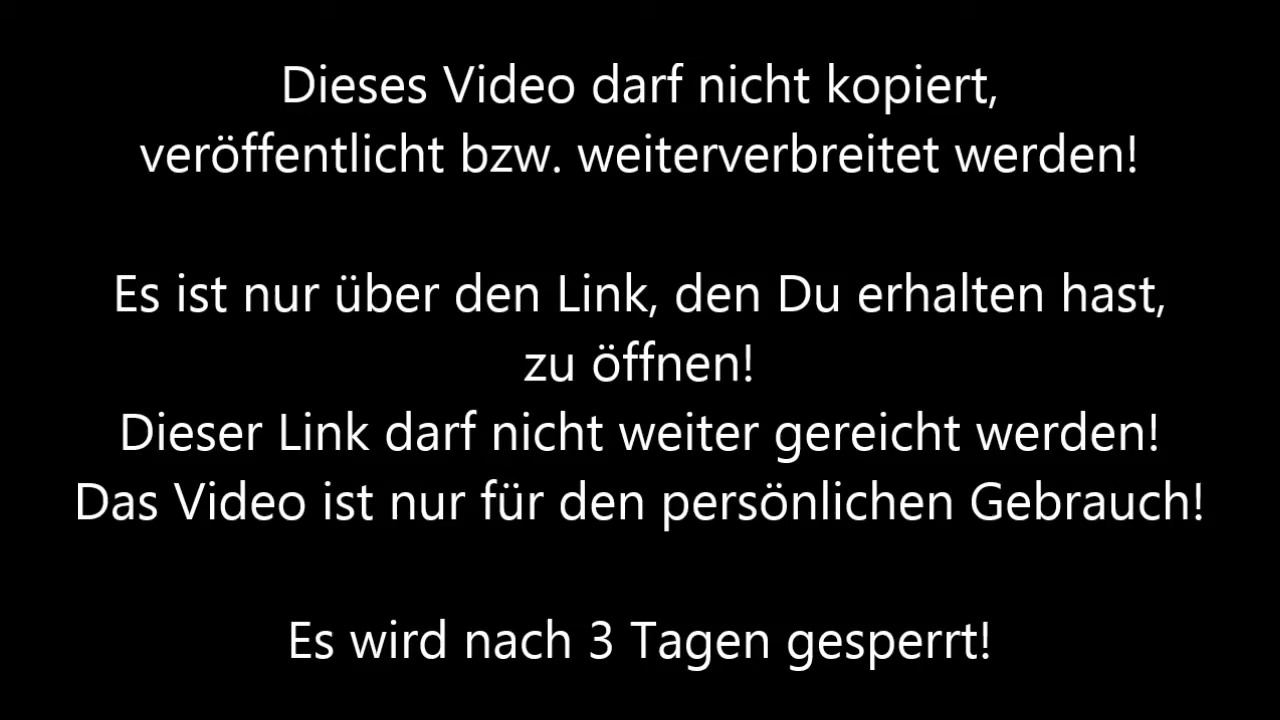 Dieses Video darf nicht kopiert,
veröffentlicht bzw. weiterverbreitet werden!
Es ist nur über den Link, den Du erhalten hast,
zu öffnen!
Dieser Link darf nicht weiter gereicht werden!
Das Video ist nur für den persönlichen Gebrauch!
Es wird nach 3 Tagen gesperrt!